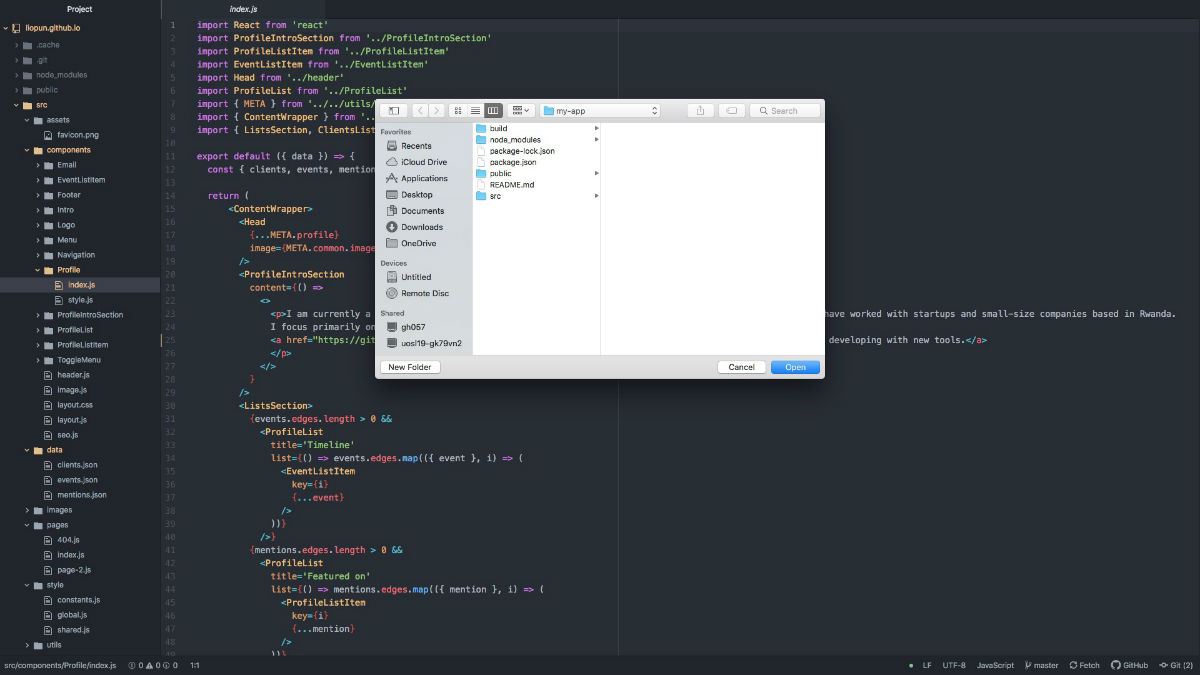 Project
liopun.github.io
.cache
.git
node_modules
public
src
assets
favicon.png
components
Email
EventListItem
Footer
Intro
Logo
Menu
Navigation
Profile
index.js
style.js
ProfileIntroSection
ProfileList
ProfileListItem
ToggleMenu
header.js
image.js
layout.css
layout.js
seo.js
data
clients.json
events.json
mentions.json
images
pages
404.js
index.js
page-2.js
style
constants.js
global.js
shared.js
utils
index.js
1 import React from 'react'
2 import ProfileIntroSection from '../ProfileIntroSection'
3 import ProfileListItem from '../ProfileListItem'
4 import EventListItem from '../EventListItem'
5 import Head from '../header'
6 import ProfileList from '../ProfileList'
7 import { META } from '../../utils/
8 import { ContentWrapper } from '..
9 import { ListsSection, ClientsList
10
11 export default ({ data }) => {
12 const { clients, events, mention
13
14 return (
15 <ContentWrapper>
16 <Head
17 {...META.profile}
18 image={META.common.image
19 />
20 <ProfileIntroSection
21 content={() =>
22 <>
23 <p>I am currently a have worked with startups and small-size companies based in Rwanda.
24 I focus primarily on
25 <a href="https://git developing with new tools.</a>
26 </p>
27 </>
28 }
29 />
30 <ListsSection>
31 {events.edges.length > 0 &&
32 <ProfileList
33 title='Timeline'
34 list={() => events.edges.map(({ event }, i) => (
35 <EventListItem
36 key={i}
37 {...event}
38 />
39 ))}
40 />}
41 {mentions.edges.length > 0 &&
42 <ProfileList
43 title='Featured on'
44 list={() => mentions.edges.map(({ mention }, i) => (
45 <ProfileListItem
46 key={i}
47 {...mention}
48 />
))}
my-app
Search
Favorites
Recents
iCloud Drive
Applications
Desktop
Documents
Downloads
OneDrive
Devices
Untitled
Remote Disc
Shared
gh057
uosl19-gk79vn2
build
noda_modules
package-lock.json
package.json
public
README.md
src
New Folder
Cancel
Open
src/components/Profile/index.js 0 0 0 1:1
LF UTF-8 JavaScript master Fetch GitHub Git (2)